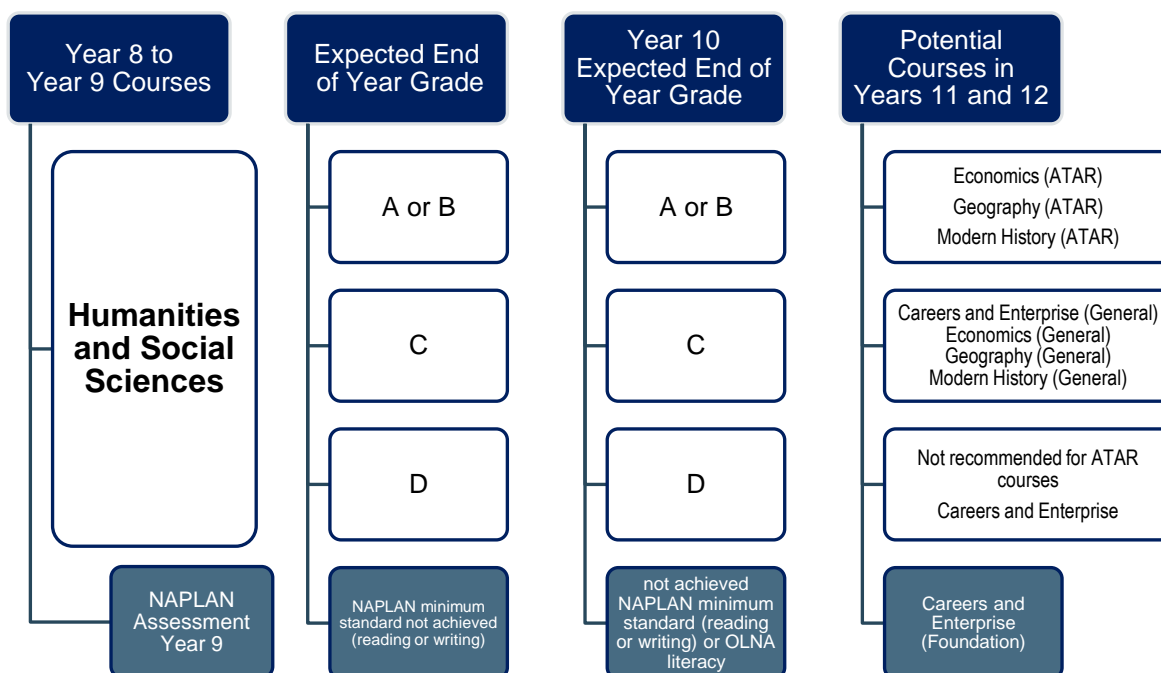 Year 8 to
Year 9 Courses
Humanities
and Social
Sciences
NAPLAN
Assessment
Year 9
Expected End
of Year Grade
A or B
C
D
NAPLAN minimum
standard not achieved
(reading or writing)
Year 10
Expected End of
Year Grade
A or B
C
D
not achieved
NAPLAN minimum
standard (reading
or writing) or OLNA
literacy
Potential
Courses in
Years 11 and 12
Economics (ATAR)
Geography (ATAR)
Modern History (ATAR)
Careers and Enterprise (General)
Economics (General)
Geography (General)
Modern History (General)
Not recommended for ATAR
courses
Careers and Enterprise
Careers and
Enterprise
(Foundation)